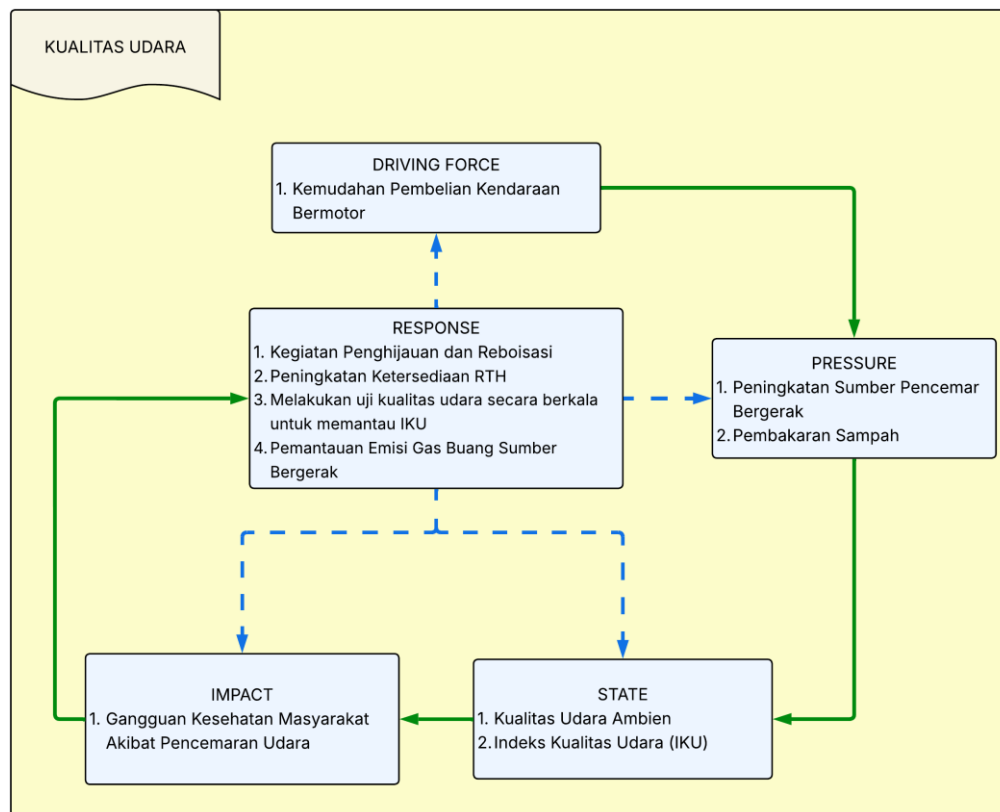 KUALITAS UDARA
DRIVING FORCE
1. Kemudahan Pembelian Kendaraan
Bermotor
RESPONSE
1. Kegiatan Penghijauan dan Reboisasi
2. Peningkatan Ketersediaan RTH
3. Melakukan uji kualitas udara secara berkala
untuk memantau IKU
4. Pemantauan Emisi Gas Buang Sumber
Bergerak
PRESSURE
1. Peningkatan Sumber Pencemar
Bergerak
2. Pembakaran Sampah
IMPACT
1. Gangguan Kesehatan Masyarakat
Akibat Pencemaran Udara
STATE
1. Kualitas Udara Ambien
2. Indeks Kualitas Udara (IKU)